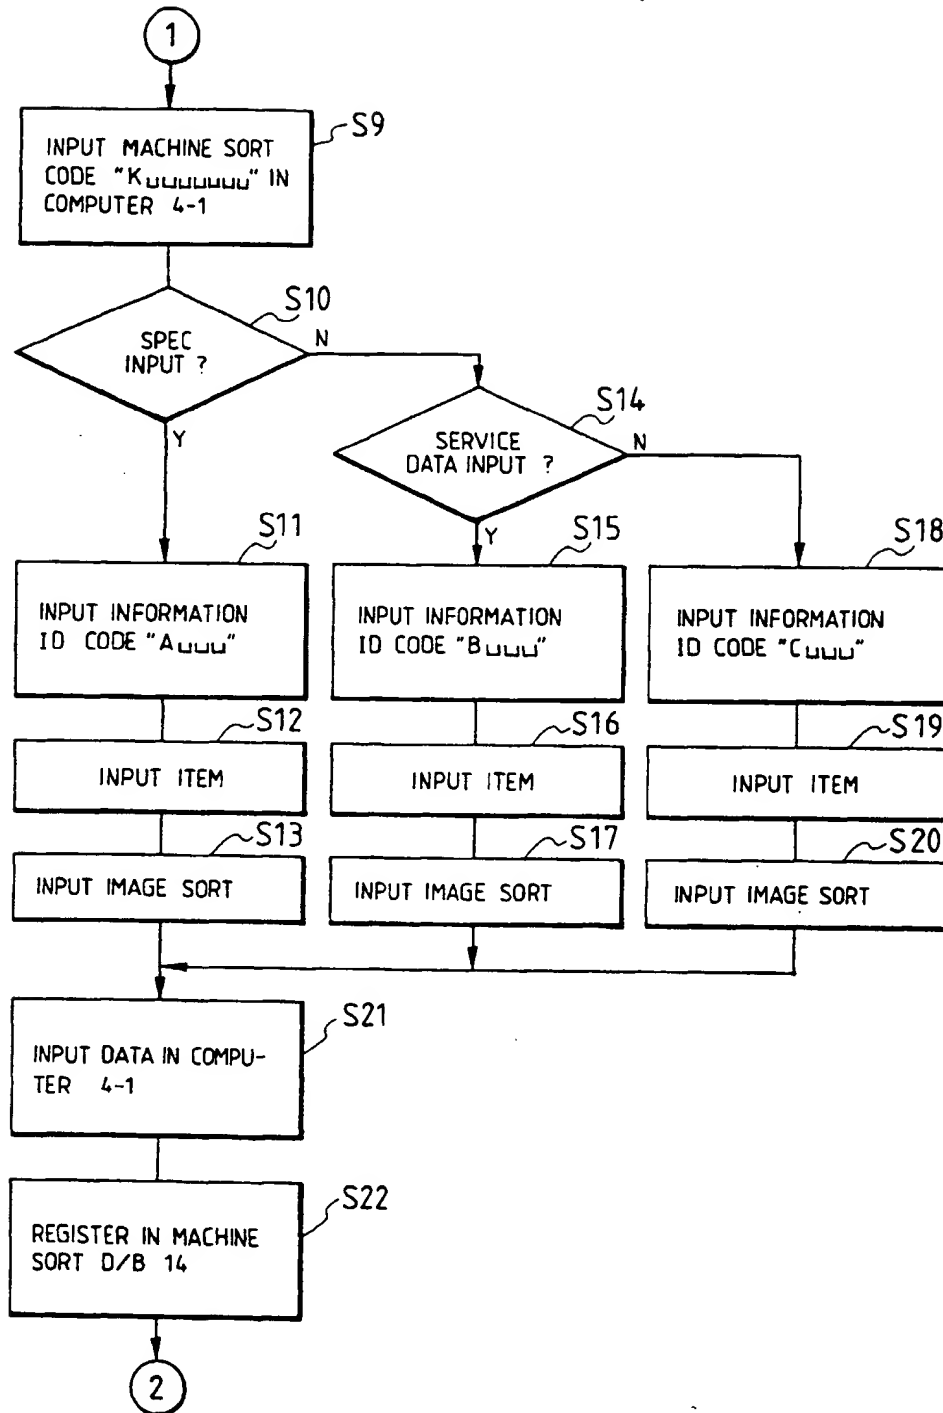 1
S9
INPUT MACHINE SORT
CODE "K␣␣␣␣␣␣␣" IN
COMPUTER 4-1
S10
SPEC
INPUT ?
N
Y
S14
SERVICE
DATA INPUT ?
N
Y
S11
INPUT INFORMATION
ID CODE "A␣␣␣"
S15
INPUT INFORMATION
ID CODE "B␣␣␣"
S18
INPUT INFORMATION
ID CODE "C␣␣␣"
S12
INPUT ITEM
S16
INPUT ITEM
S19
INPUT ITEM
S13
INPUT IMAGE SORT
S17
INPUT IMAGE SORT
S20
INPUT IMAGE SORT
S21
INPUT DATA IN COMPU-
TER 4-1
S22
REGISTER IN MACHINE
SORT D/B 14
2